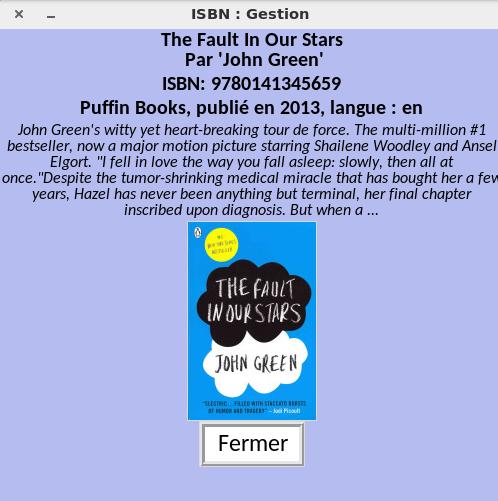 ISBN : Gestion
The Fault In Our Stars
Par 'John Green'
ISBN: 9780141345659
Puffin Books, publié en 2013, langue : en
John Green's witty yet heart-breaking tour de force. The multi-million #1
bestseller, now a major motion picture starring Shailene Woodley and Ansel
Elgort. "I fell in love the way you fall asleep: slowly, then all at
once."Despite the tumor-shrinking medical miracle that has bought her a few
years, Hazel has never been anything but terminal, her final chapter
inscribed upon diagnosis. But when a ...
THE FAULT
IN OUR STARS
JOHN GREEN
"ELECTRIC... FILLED WITH STACCATO BURSTS
OF HUMOR AND TRAGEDY" – Jodi Picoult
Fermer